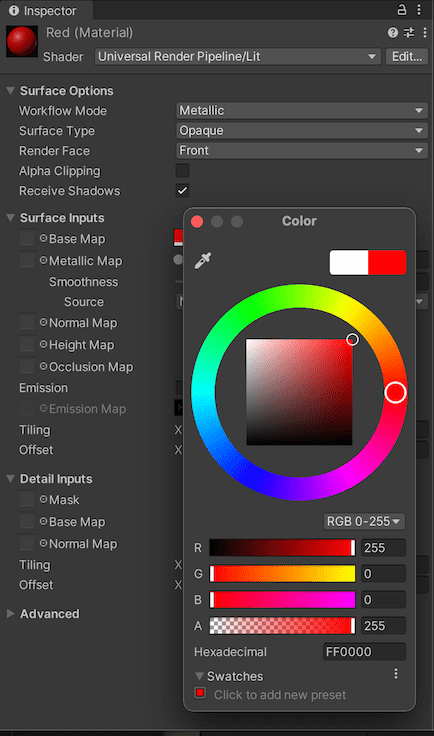 Inspector
Red (Material)
Shader Universal Render Pipeline/Lit Edit...
Surface Options
Workflow Mode Metallic
Surface Type Opaque
Render Face Front
Alpha Clipping
Receive Shadows
Surface Inputs
Base Map
Metallic Map
Smoothness
Source
Normal Map
Height Map
Occlusion Map
Emission
Emission Map
Tiling X
Offset X
Detail Inputs
Mask
Base Map
Normal Map
Tiling X
Offset X
Advanced
Color
RGB 0-255
R 255
G 0
B 0
A 255
Hexadecimal FF0000
Swatches
Click to add new preset